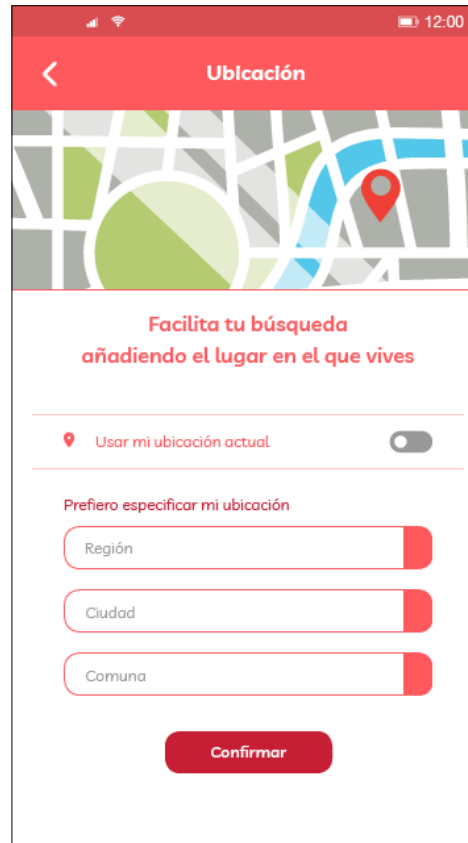 12:00
Ubicación
Facilita tu búsqueda
añadiendo el lugar en el que vives
Usar mi ubicación actual
Prefiero especificar mi ubicación
Región
Ciudad
Comuna
Confirmar